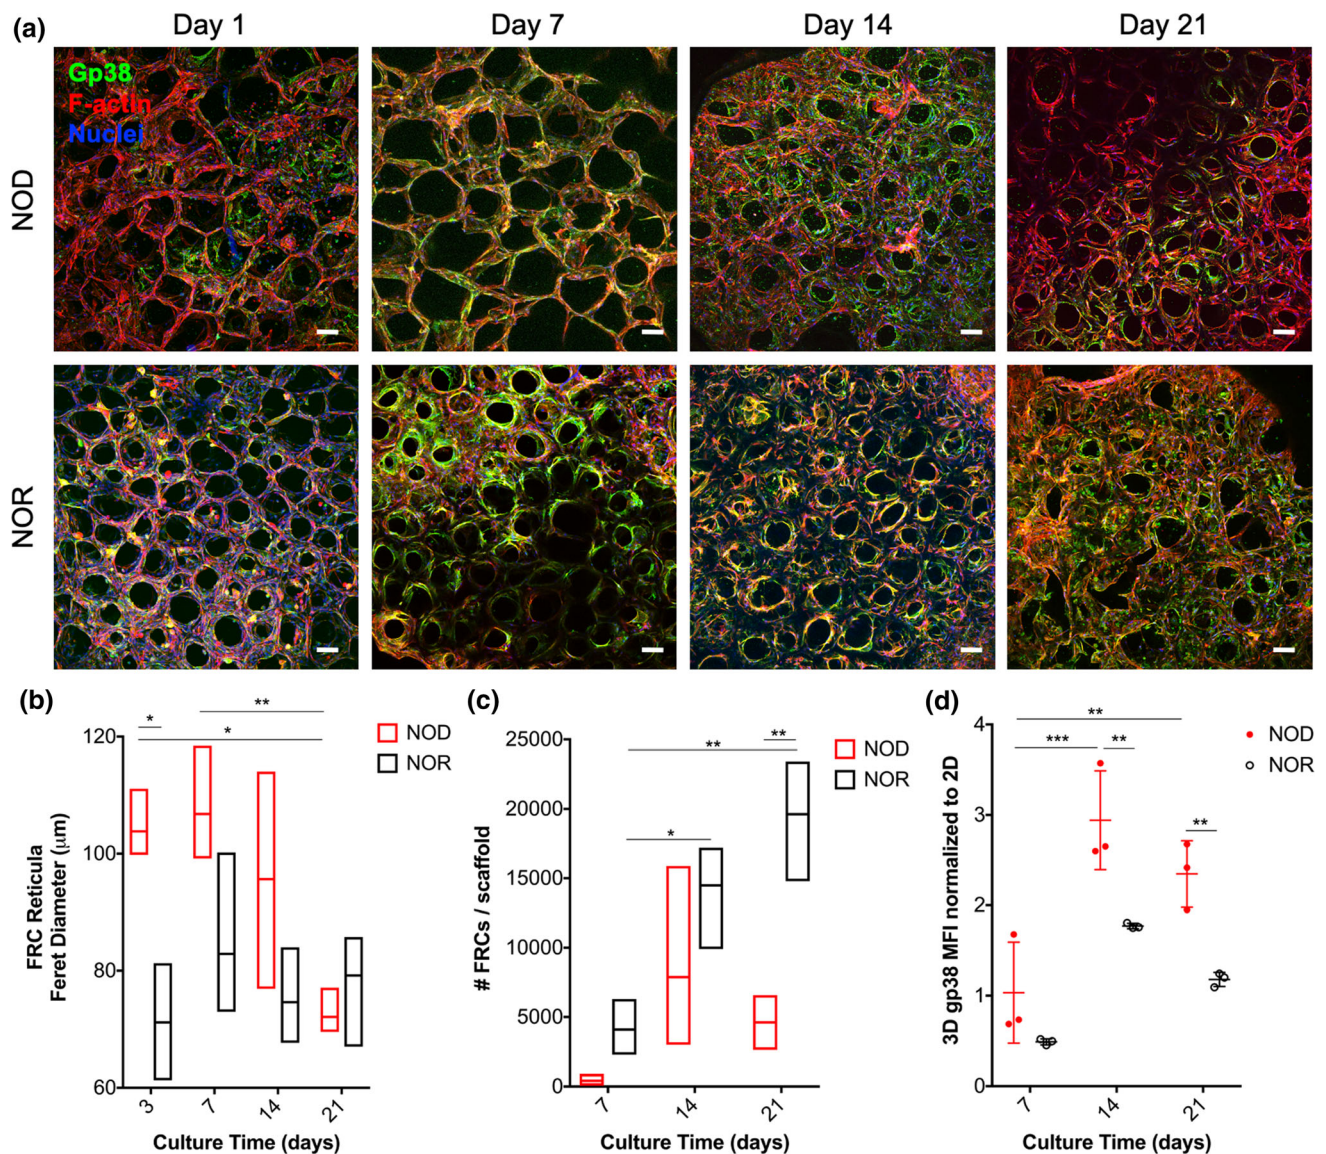 (a)
Day 1
Day 7
Day 14
Day 21
Gp38
F-actin
Nuclei
NOD
NOR
(b)
**
*
*
120
100
80
60
FRC Reticula
Feret Diameter (μm)
3
7
14
21
Culture Time (days)
NOD
NOR
(c)
**
**
*
25000
20000
15000
10000
5000
0
# FRCs / scaffold
7
14
21
Culture Time (days)
NOD
NOR
(d)
**
***
**
**
4
3
2
1
0
3D gp38 MFI normalized to 2D
7
14
21
Culture Time (days)
NOD
NOR